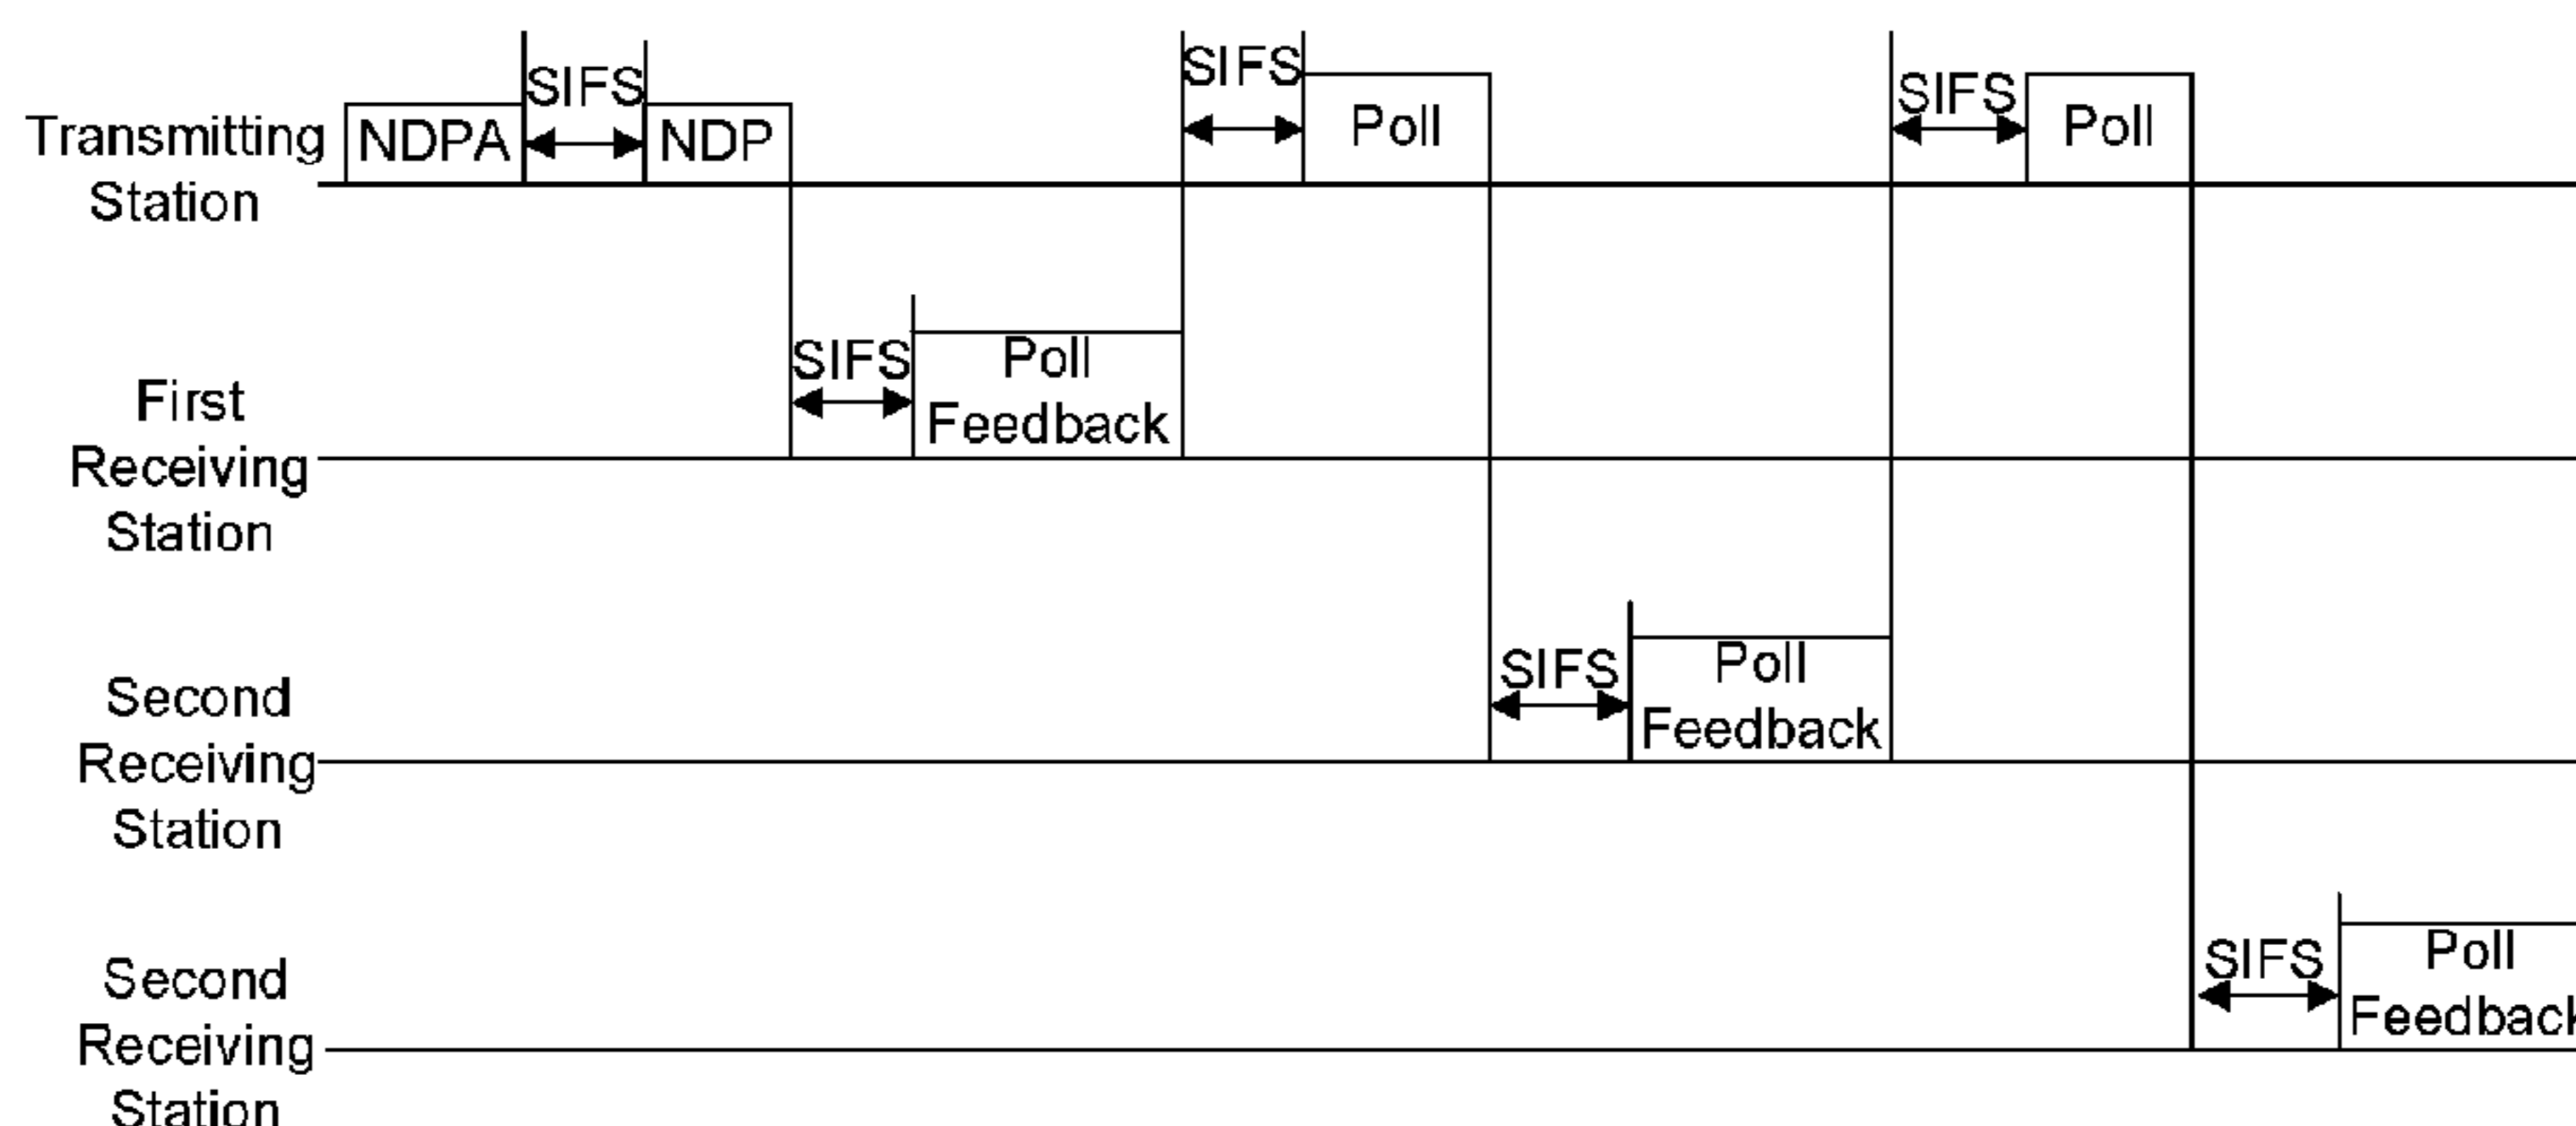 SIFS
SIFS
SIFS
Transmitting
Station
NDPA
NDP
Poll
Poll
SIFS
Poll
Feedback
First
Receiving
Station
SIFS
Poll
Feedback
Second
Receiving
Station
SIFS
Poll
Feedback
Second
Receiving
Station